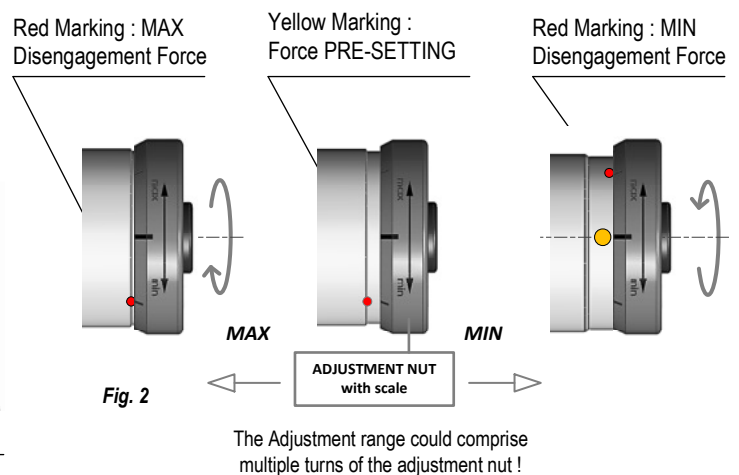 Red Marking : MAX
Disengagement Force
Yellow Marking :
Force PRE-SETTING
Red Marking : MIN
Disengagement Force
max
min
max
min
max
min
MAX
MIN
ADJUSTMENT NUT
with scale
Fig. 2
The Adjustment range could comprise
multiple turns of the adjustment nut !